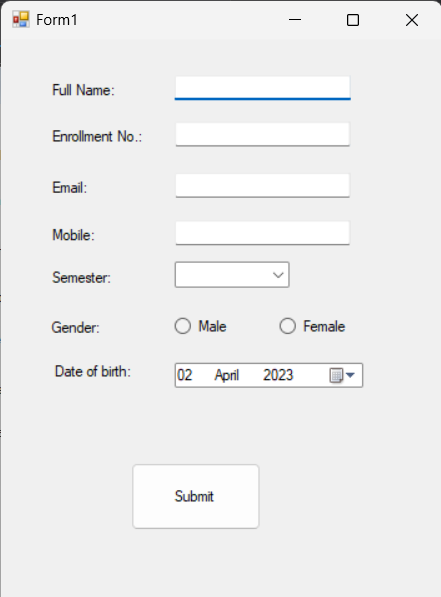 Form1
Full Name:
Enrollment No.:
Email:
Mobile:
Semester:
Gender: Male Female
Date of birth: 02 April 2023
Submit